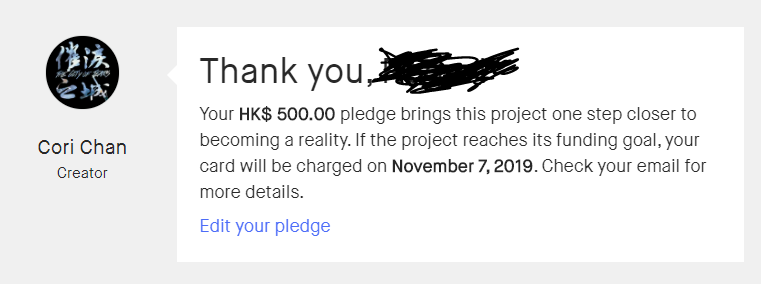 催淚
THE CITY OF TEARS
之城
Cori Chan
Creator
Thank you,
Your HK$ 500.00 pledge brings this project one step closer to
becoming a reality. If the project reaches its funding goal, your
card will be charged on November 7, 2019. Check your email for
more details.
Edit your pledge